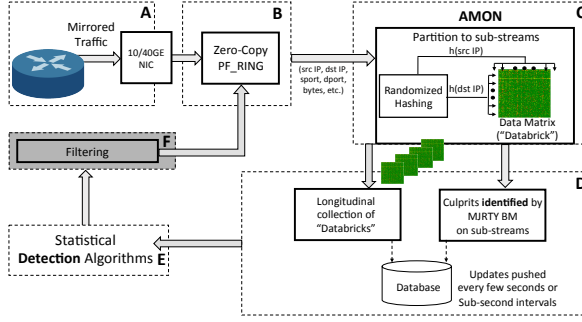 A
Mirrored
Traffic
10/40GE
NIC
B
Zero-Copy
PF_RING
(src IP, dst IP,
sport, dport,
bytes, etc.)
C
AMON
Partition to sub-streams
h(src IP)
Randomized
Hashing
h(dst IP)
Data Matrix
("Databrick")
F
Filtering
D
Longitudinal
collection of
"Databricks"
Culprits identified by
MJRTY BM
on sub-streams
Statistical
Detection Algorithms
E
Database
Updates pushed
every few seconds or
Sub-second intervals